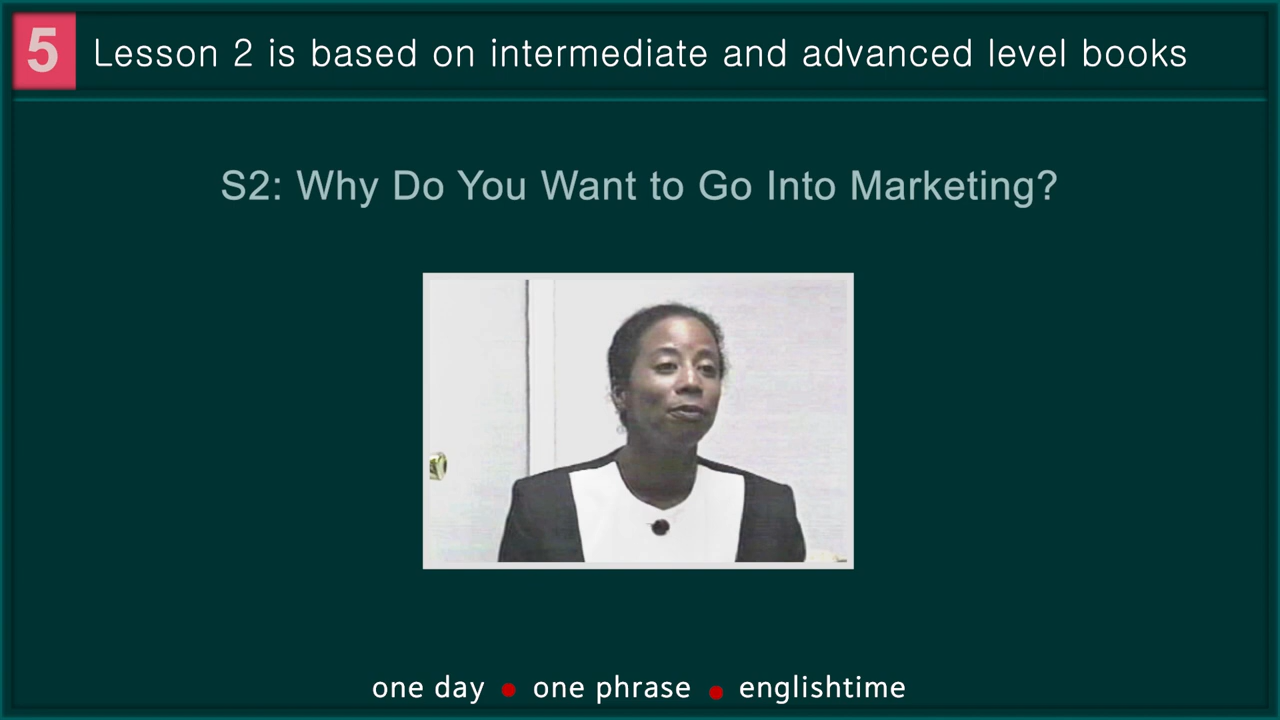 5 Lesson 2 is based on intermediate and advanced level books
S2: Why Do You Want to Go Into Marketing?
one day • one phrase • englishtime